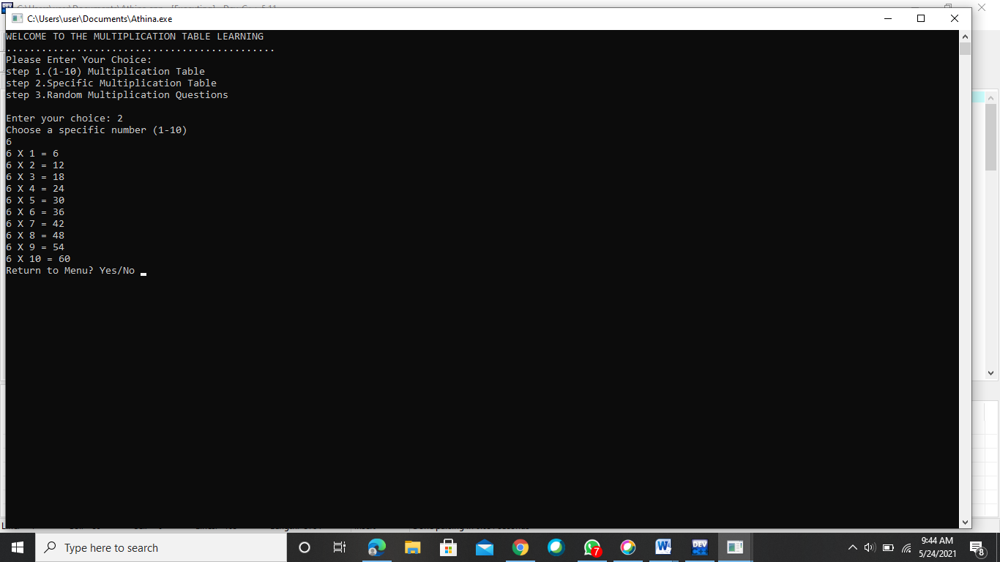 C:\Users\user\Documents\Athina.exe
WELCOME TO THE MULTIPLICATION TABLE LEARNING
..............................................
Please Enter Your Choice:
step 1.(1-10) Multiplication Table
step 2.Specific Multiplication Table
step 3.Random Multiplication Questions
Enter your choice: 2
Choose a specific number (1-10)
6
6 X 1 = 6
6 X 2 = 12
6 X 3 = 18
6 X 4 = 24
6 X 5 = 30
6 X 6 = 36
6 X 7 = 42
6 X 8 = 48
6 X 9 = 54
6 X 10 = 60
Return to Menu? Yes/No
Type here to search
7
W
DEV
9:44 AM
5/24/2021
8